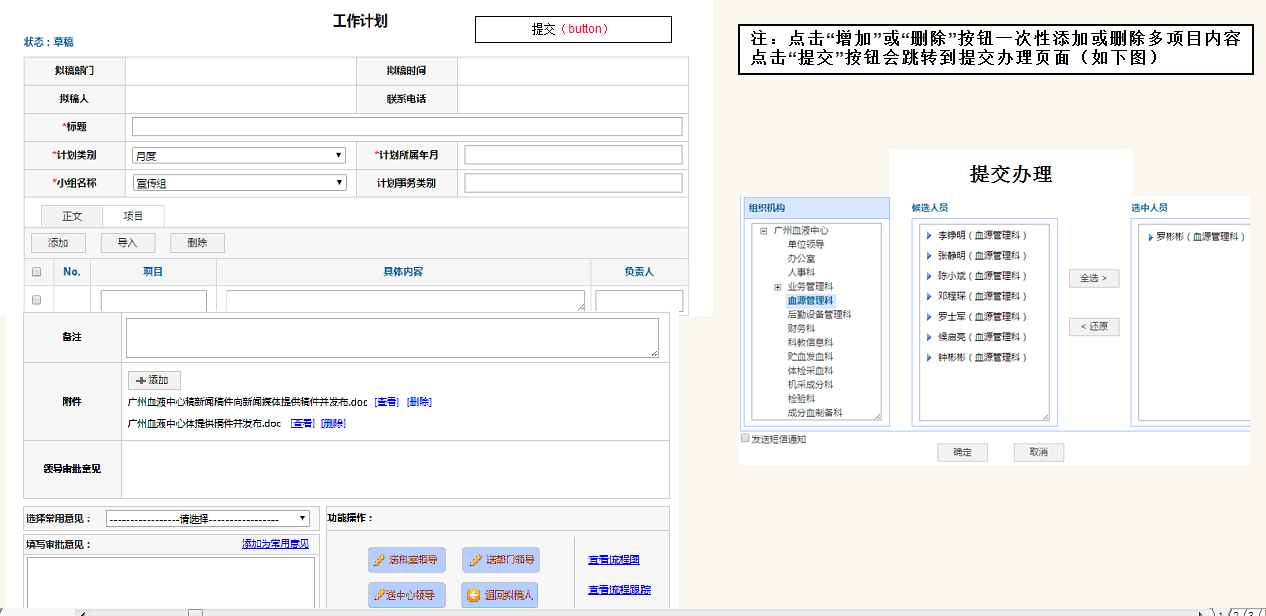 工作计划
提交（button）
状态：草稿
拟稿部门 拟稿时间
拟稿人 联系电话
*标题
*计划类别 月度 *计划所属年月
*小组名称 宣传组 计划事务类别
正文 项目
添加 导入 删除
No. 项目 具体内容 负责人
备注
附件
添加
广州血液中心稿新闻稿件向新闻媒体提供稿件并发布.doc [查看] [删除]
广州血液中心体提供稿件并发布.doc [查看] [删除]
领导审批意见
选择常用意见： -----------------请选择-----------------
填写审批意见： 添加为常用意见
功能操作：
送科室领导 送部门领导 查看流程图
送中心领导 退回拟稿人 查看流程跟踪
注：点击“增加”或“删除”按钮一次性添加或删除多项目内容
点击“提交”按钮会跳转到提交办理页面（如下图）
提交办理
组织机构
广州血液中心
单位领导
办公室
人事科
业务管理科
血源管理科
后勤设备管理科
财务科
科教信息科
贮血发血科
体检采血科
机采成分科
检验科
成分血制备科
候选人员
李铮明（血源管理科）
张静明（血源管理科）
陈小斌（血源管理科）
邓程琛（血源管理科）
罗士军（血源管理科）
候启亮（血源管理科）
钟彬彬（血源管理科）
全选 >
< 还原
选中人员
罗彬彬（血源管理科）
发送短信通知
确定 取消